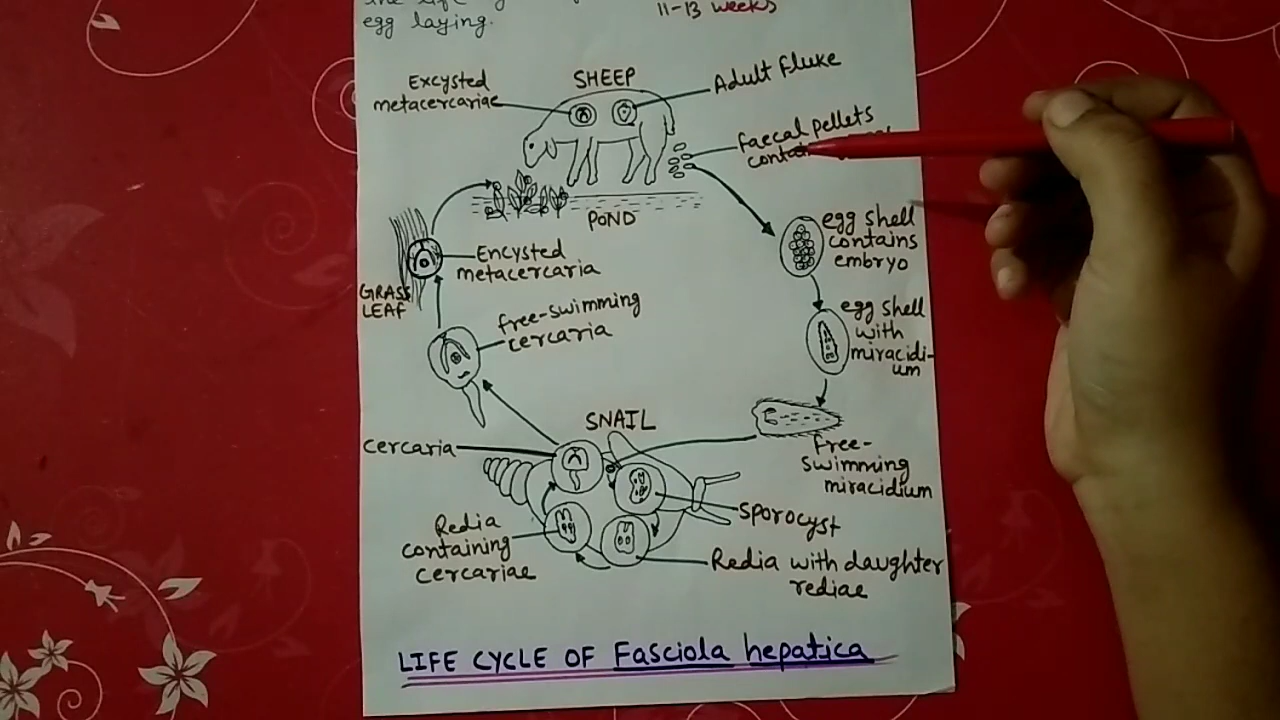 egg laying.
11-13 weeks
Excysted
metacercariae
SHEEP
Adult fluke
Faecal pellets
POND
egg shell
contains
embryo
Encysted
metacercaria
GRASS
LEAF
free-swimming
cercaria
egg shell
with
miracidi-
um
SNAIL
Cercaria
free-
swimming
miracidium
Sporocyst
Redia
containing
cercariae
Redia with daughter
rediae
LIFE CYCLE OF Fasciola hepatica